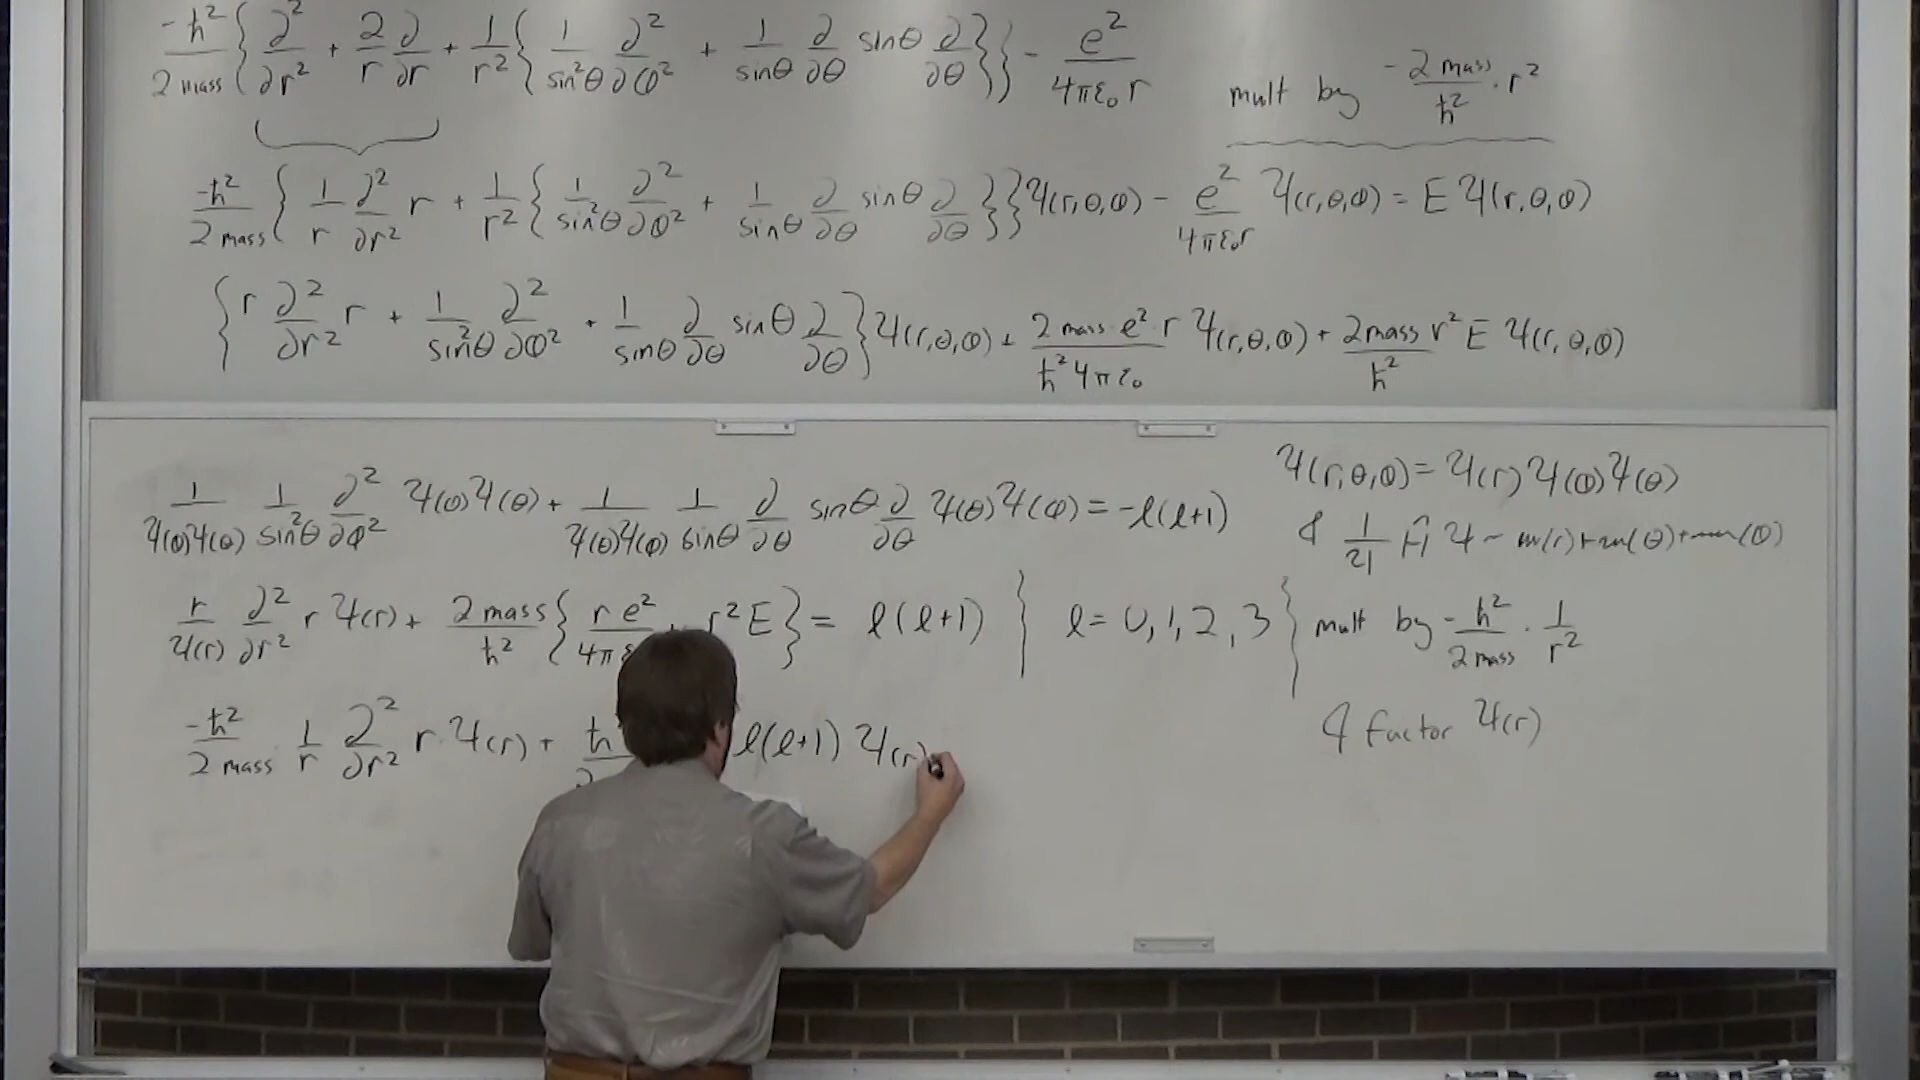 -ħ²/2 mass { ∂²/∂r² + 2/r ∂/∂r + 1/r² { 1/sin²θ ∂²/∂φ² + 1/sinθ ∂/∂θ sinθ ∂/∂θ } } - e²/4πε₀r
mult by -2 mass/ħ² · r²
-ħ²/2 mass { 1/r ∂²/∂r² r + 1/r² { 1/sin²θ ∂²/∂φ² + 1/sinθ ∂/∂θ sinθ ∂/∂θ } } Ψ(r,θ,φ) - e²/4πε₀r Ψ(r,θ,φ) = E Ψ(r,θ,φ)
{ r ∂²/∂r² r + 1/sin²θ ∂²/∂φ² + 1/sinθ ∂/∂θ sinθ ∂/∂θ } Ψ(r,θ,φ) + 2 mass e² r/ħ² 4πε₀ Ψ(r,θ,φ) + 2 mass r² E/ħ² Ψ(r,θ,φ)
Ψ(r,θ,φ) = Ψ(r) Ψ(φ) Ψ(θ)
1/Ψ(θ)Ψ(φ) 1/sin²θ ∂²/∂φ² Ψ(φ)Ψ(θ) + 1/Ψ(θ)Ψ(φ) 1/sinθ ∂/∂θ sinθ ∂/∂θ Ψ(θ)Ψ(φ) = -ℓ(ℓ+1)
& 1/Ψ Ĥ Ψ ~ (r) + (θ) + (φ)
r/Ψ(r) ∂²/∂r² r Ψ(r) + 2 mass/ħ² { r e²/4π r² E } = ℓ(ℓ+1) } ℓ = 0, 1, 2, 3 } mult by -ħ²/2 mass · 1/r²
& factor Ψ(r)
-ħ²/2 mass 1/r ∂²/∂r² r · Ψ(r) + ħ ℓ(ℓ+1) Ψ(r)